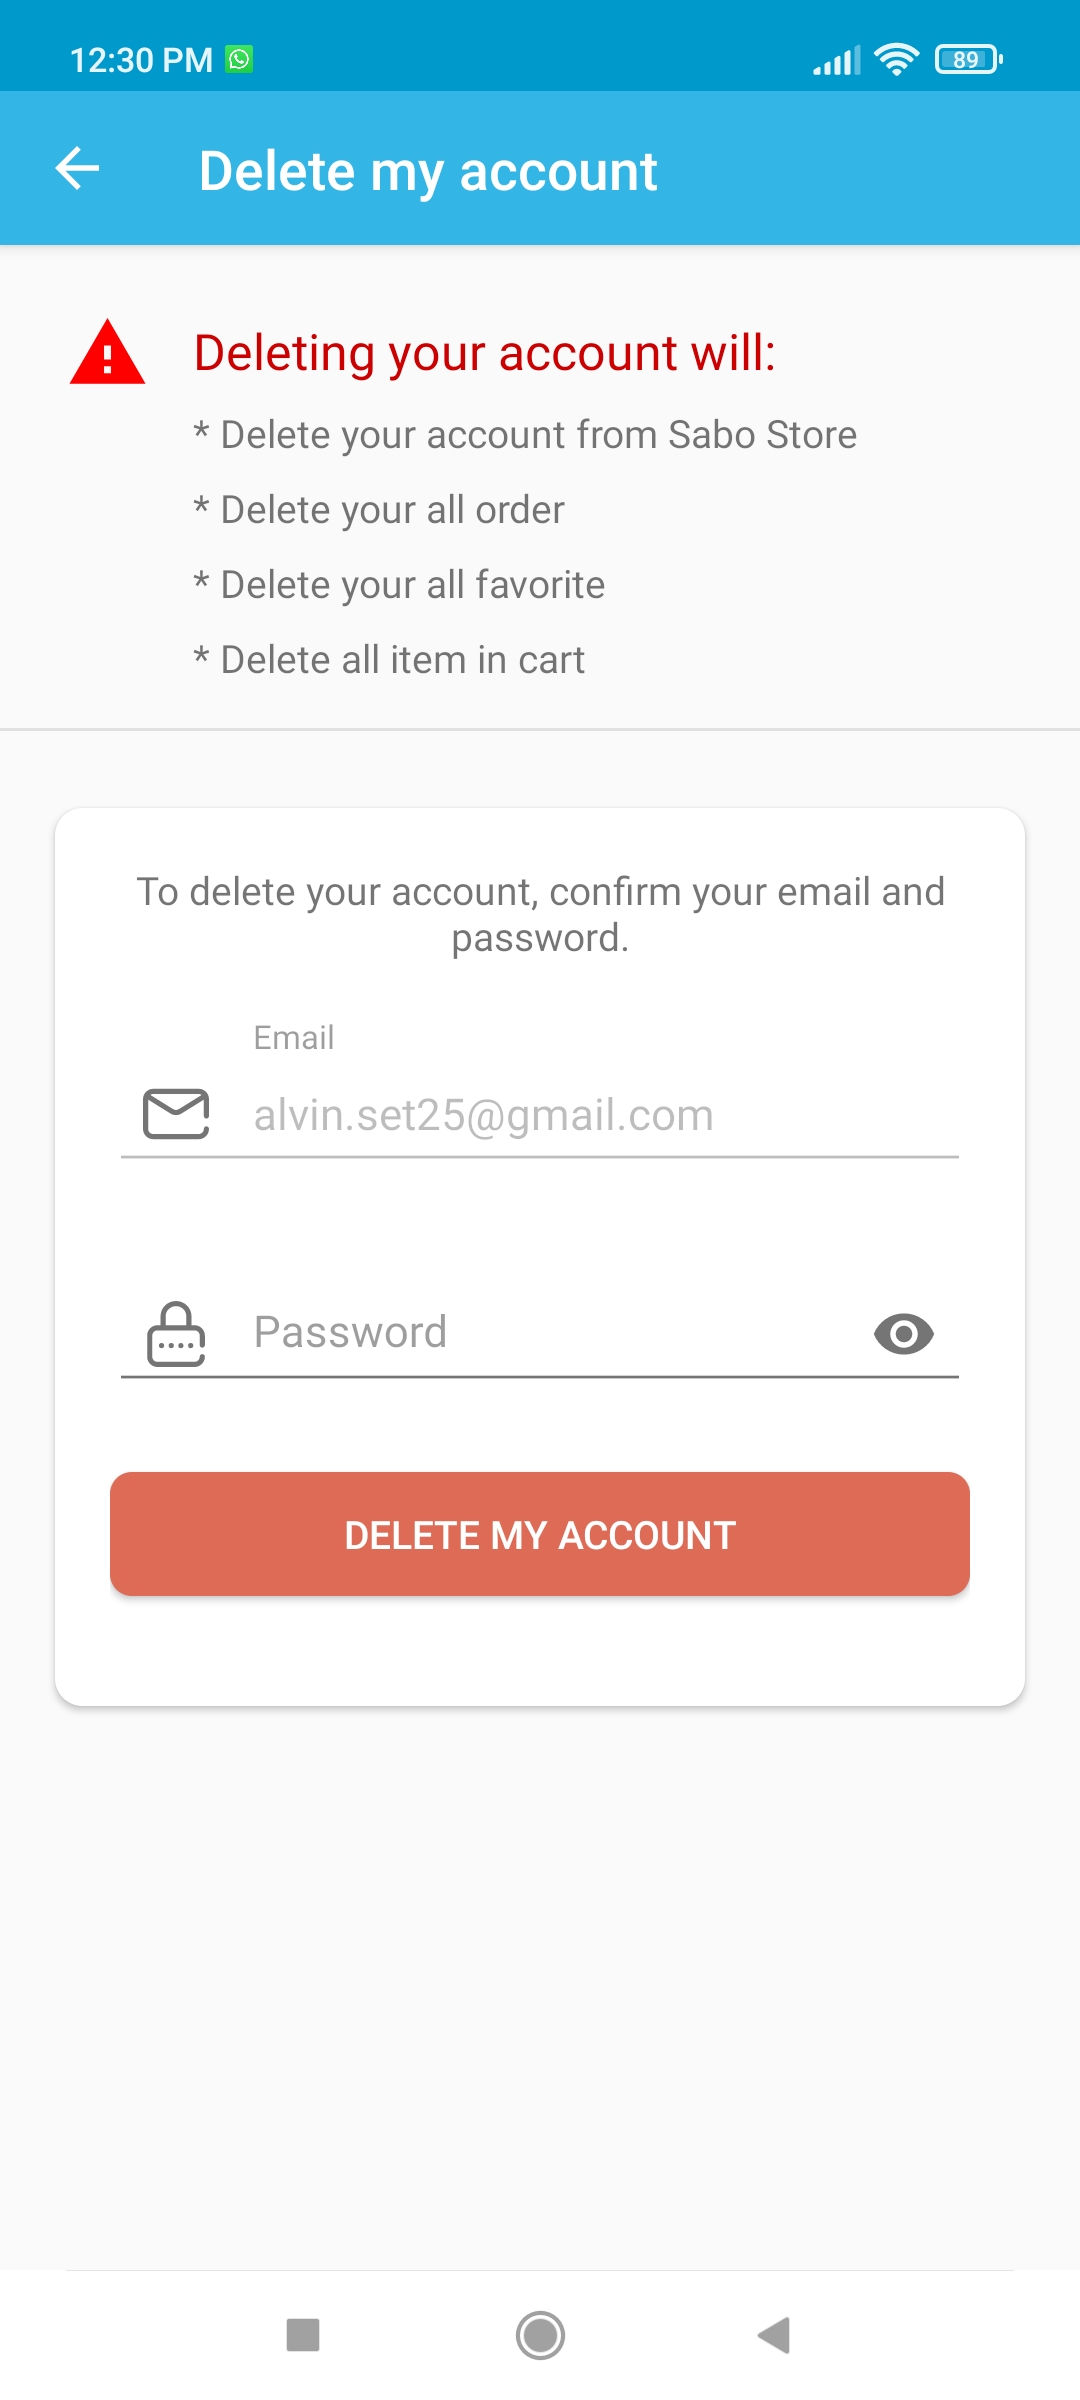 12:30 PM
89
Delete my account
Deleting your account will:
* Delete your account from Sabo Store
* Delete your all order
* Delete your all favorite
* Delete all item in cart
To delete your account, confirm your email and
password.
Email
alvin.set25@gmail.com
Password
DELETE MY ACCOUNT